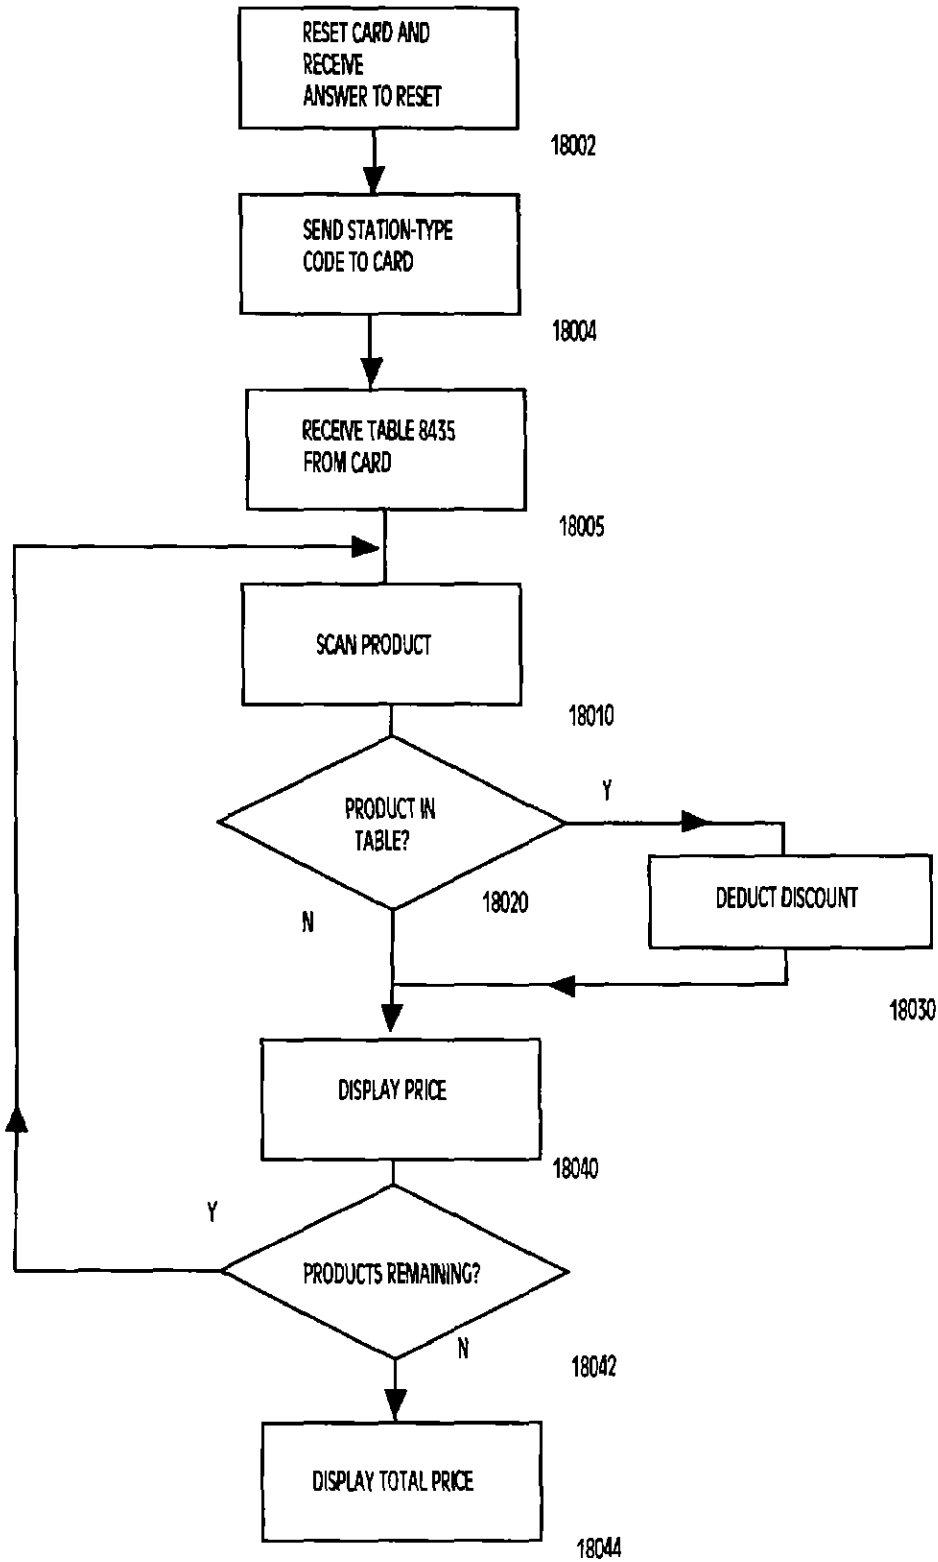 RESET CARD AND
RECEIVE
ANSWER TO RESET
18002
SEND STATION-TYPE
CODE TO CARD
18004
RECEIVE TABLE 8435
FROM CARD
18005
SCAN PRODUCT
18010
Y
PRODUCT IN
TABLE?
18020
N
DEDUCT DISCOUNT
18030
DISPLAY PRICE
18040
Y
PRODUCTS REMAINING?
N
18042
DISPLAY TOTAL PRICE
18044